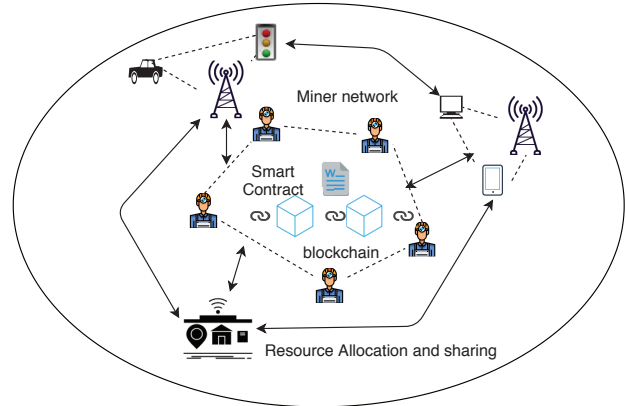 Miner network
Smart
Contract
W
blockchain
Resource Allocation and sharing